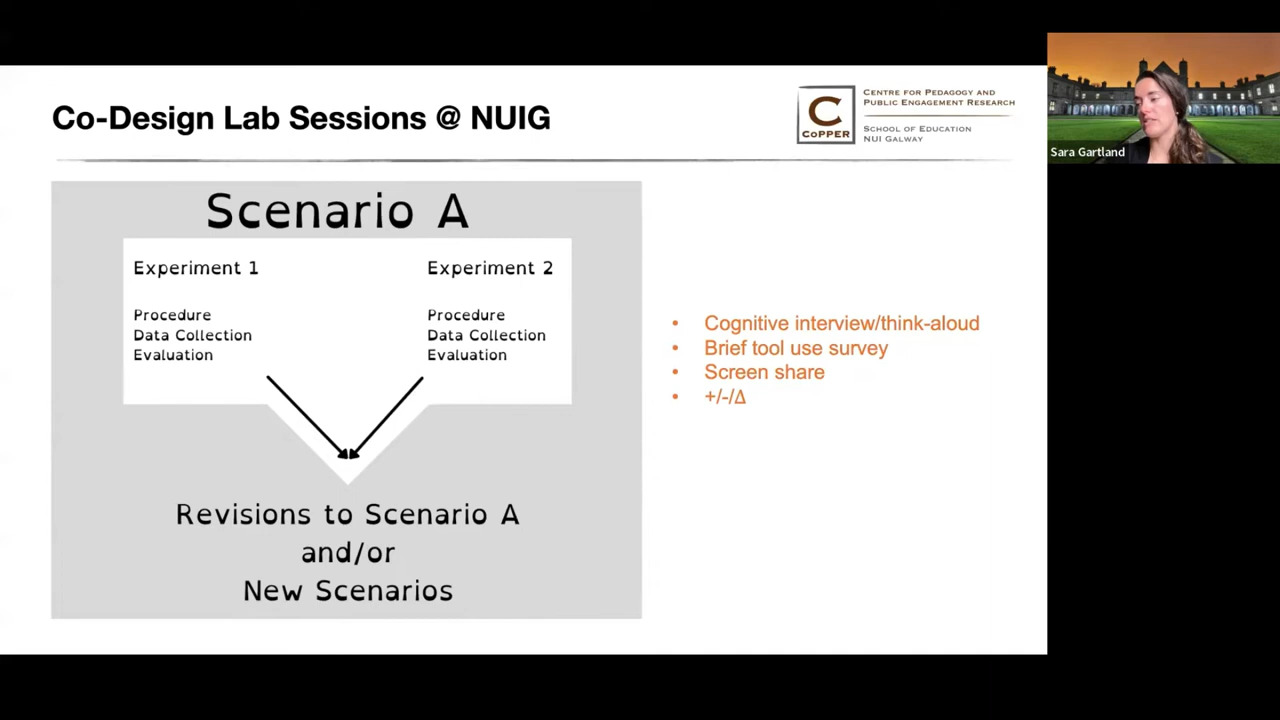 Co-Design Lab Sessions @ NUIG
C
CoPPER
CENTRE FOR PEDAGOGY AND
PUBLIC ENGAGEMENT RESEARCH
SCHOOL OF EDUCATION
NUI GALWAY
Sara Gartland
Scenario A
Experiment 1
Procedure
Data Collection
Evaluation
Experiment 2
Procedure
Data Collection
Evaluation
Revisions to Scenario A
and/or
New Scenarios
• Cognitive interview/think-aloud
• Brief tool use survey
• Screen share
• +/-/Δ